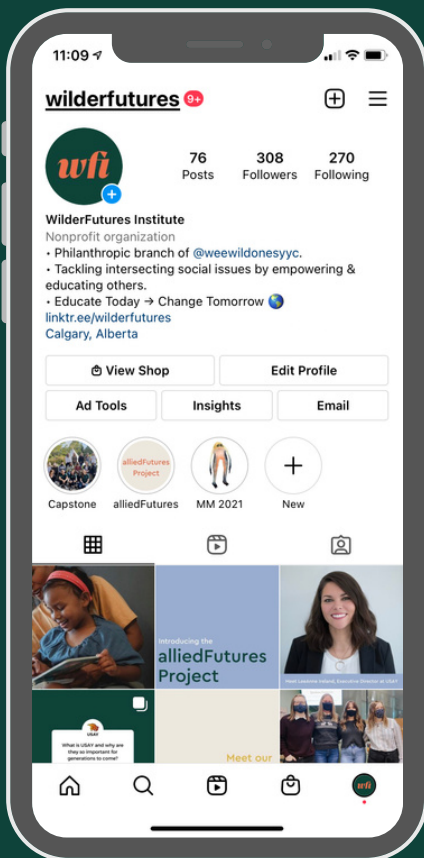 11:09
wilderfutures 9+
wfi
76 308 270
Posts Followers Following
WilderFutures Institute
Nonprofit organization
• Philanthropic branch of @weewildonesyyc.
• Tackling intersecting social issues by empowering &
educating others.
• Educate Today → Change Tomorrow 🌎
linktr.ee/wilderfutures
Calgary, Alberta
View Shop Edit Profile
Ad Tools Insights Email
alliedFutures
Project
Capstone alliedFutures MM 2021 New
Introducing the
alliedFutures
Project
Meet Leeanne Ireland, Executive Director at USAY
USAY
What is USAY and why are
they so important for
generations to come?
Meet our
wfi